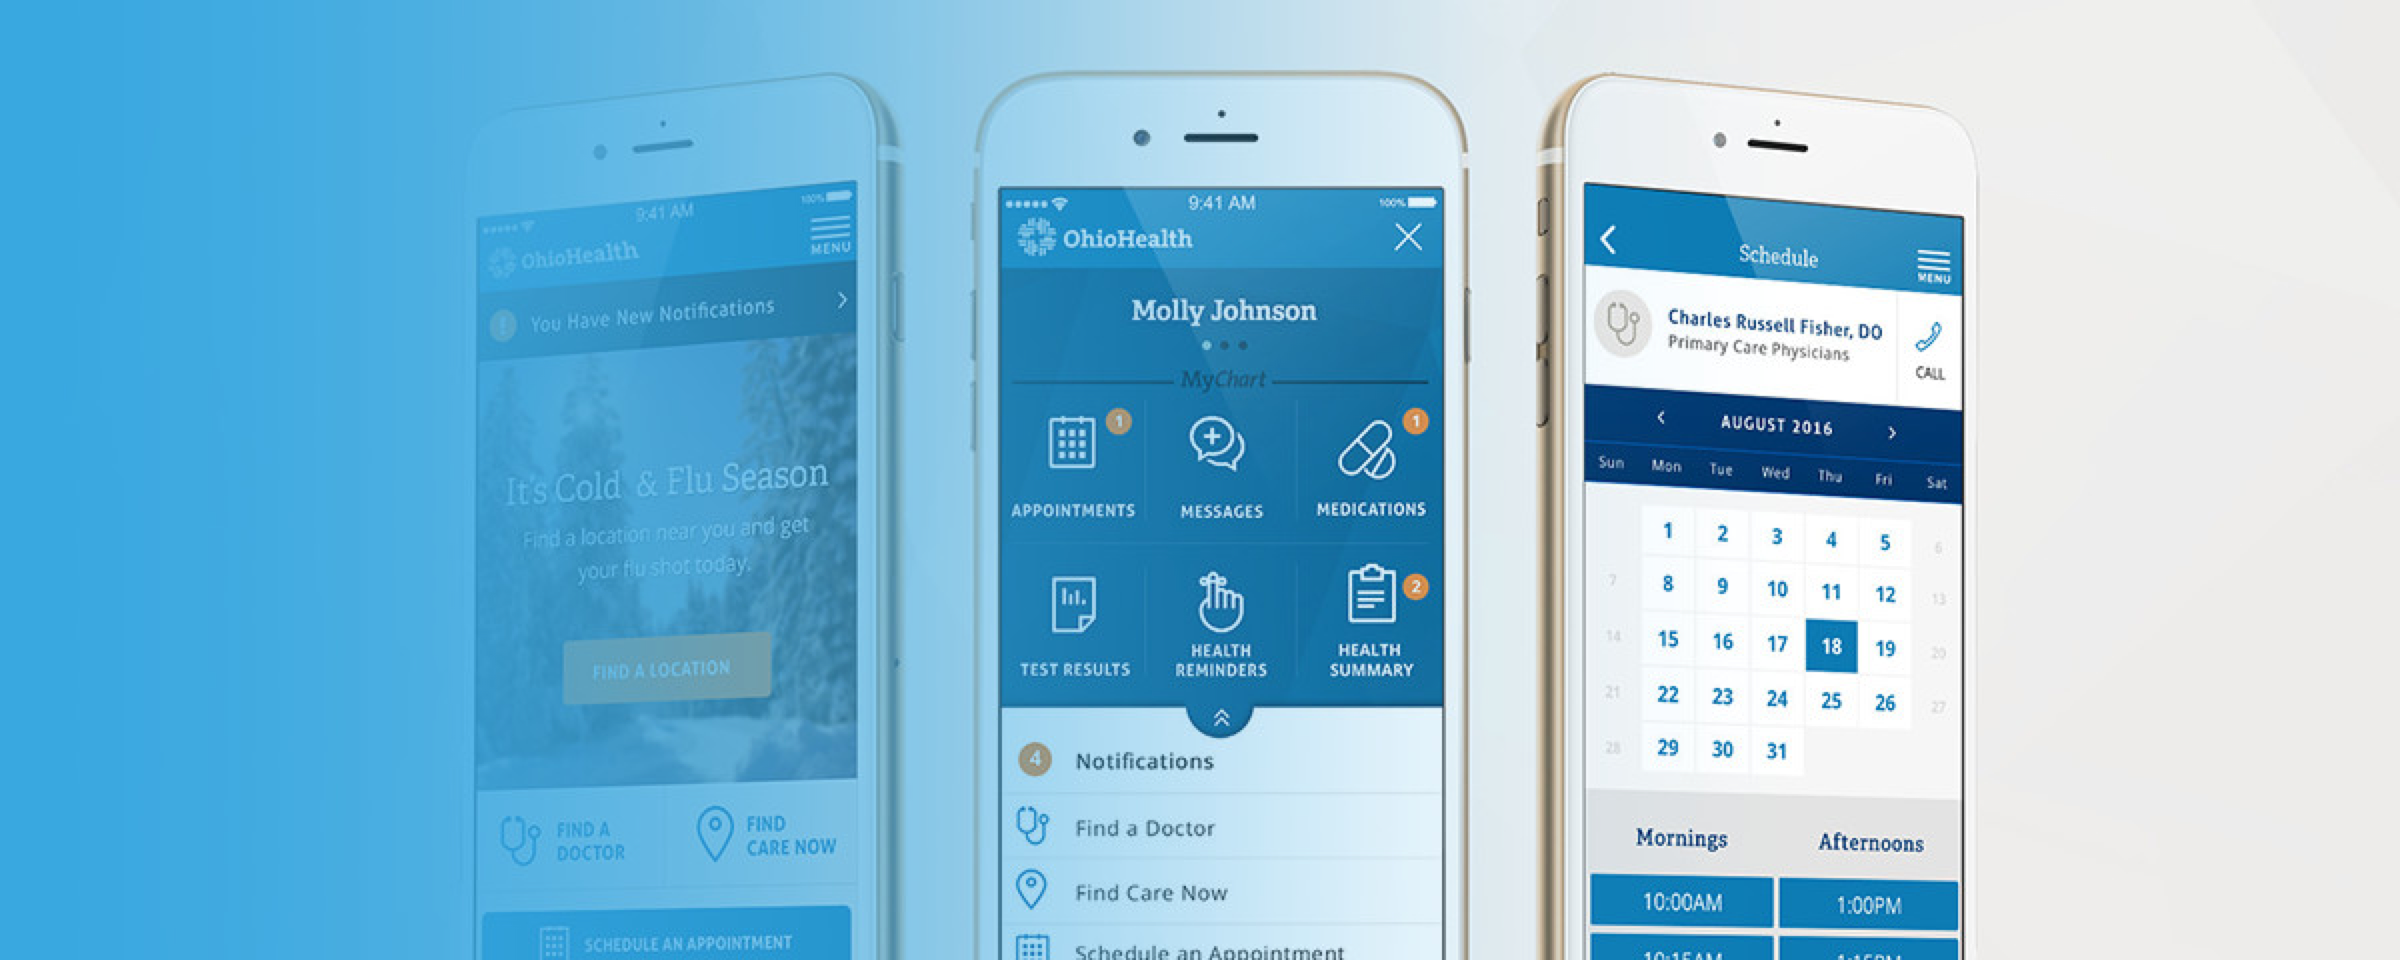 9:41 AM
100%
OhioHealth
MENU
You Have New Notifications
It's Cold & Flu Season
Find a location near you and get
your flu shot today.
FIND A LOCATION
FIND A
DOCTOR
FIND
CARE NOW
SCHEDULE AN APPOINTMENT
9:41 AM
100%
OhioHealth
Molly Johnson
MyChart
1
1
APPOINTMENTS
MESSAGES
MEDICATIONS
2
TEST RESULTS
HEALTH
REMINDERS
HEALTH
SUMMARY
4 Notifications
Find a Doctor
Find Care Now
Schedule an Appointment
Schedule
MENU
Charles Russell Fisher, DO
Primary Care Physicians
CALL
AUGUST 2016
Sun Mon Tue Wed Thu Fri Sat
1 2 3 4 5 6
7 8 9 10 11 12 13
14 15 16 17 18 19 20
21 22 23 24 25 26 27
28 29 30 31
Mornings Afternoons
10:00AM 1:00PM
10:15AM 1:15PM